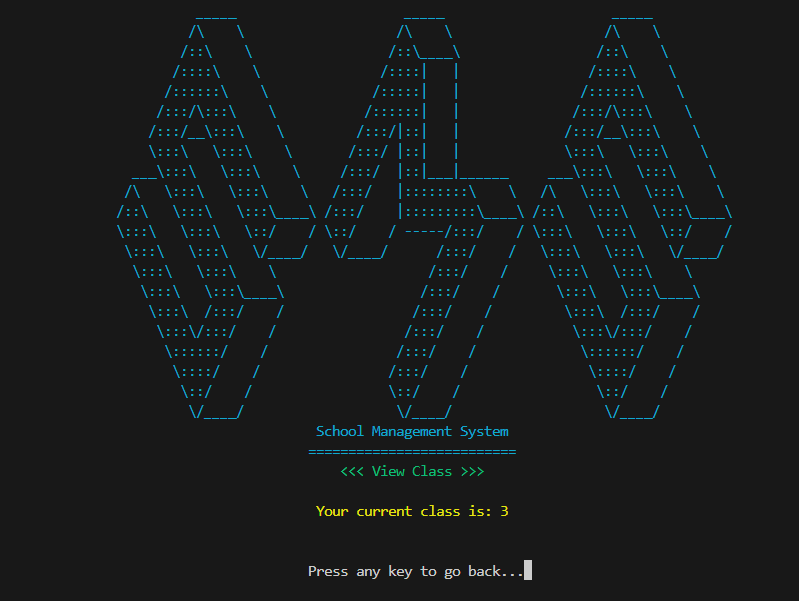 School Management System
==========================
<<< View Class >>>
Your current class is: 3
Press any key to go back...